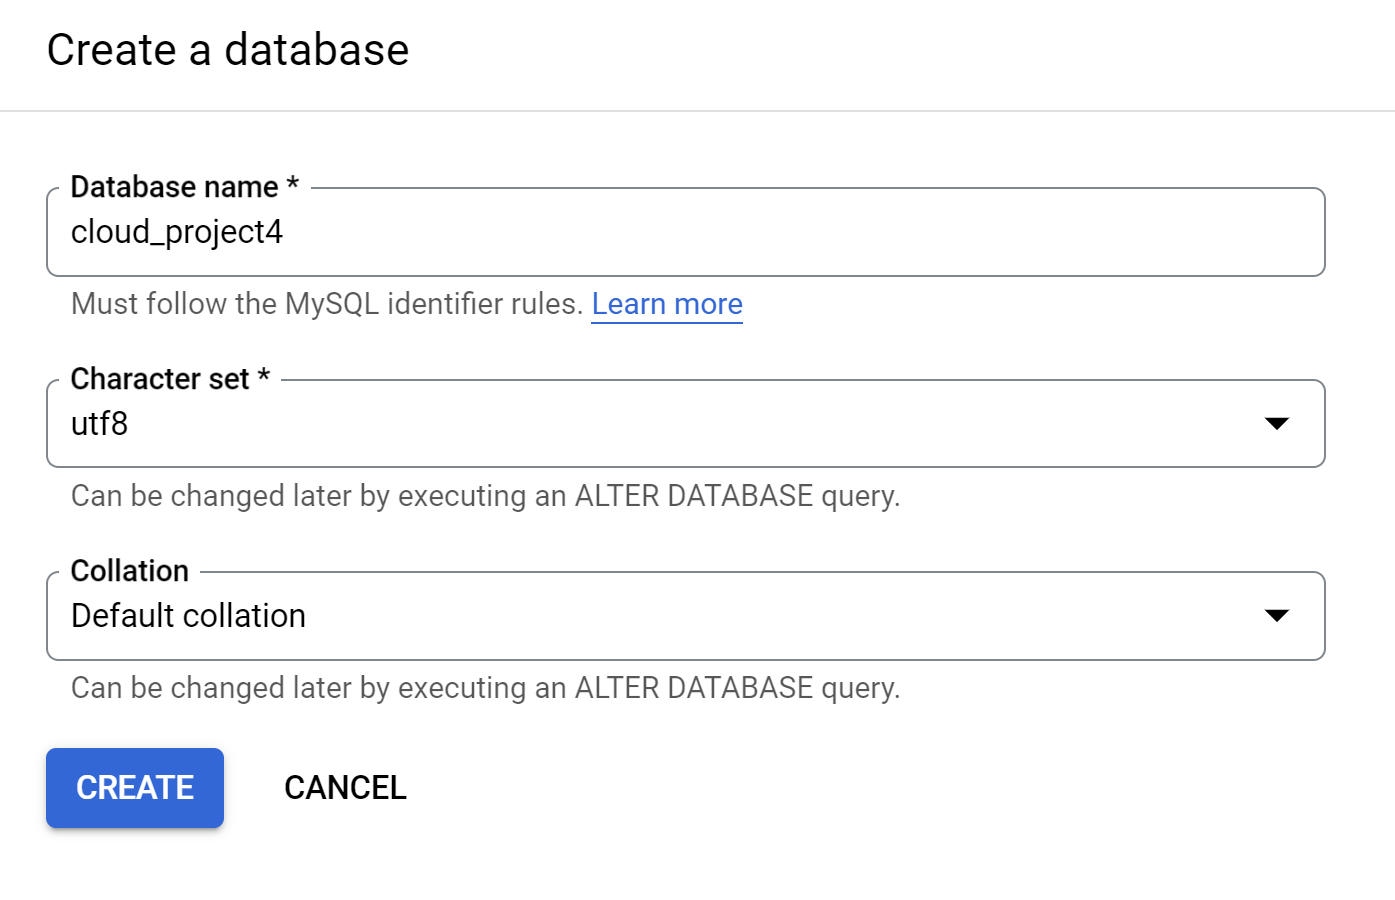 Create a database
Database name *
cloud_project4
Must follow the MySQL identifier rules. Learn more
Character set *
utf8
Can be changed later by executing an ALTER DATABASE query.
Collation
Default collation
Can be changed later by executing an ALTER DATABASE query.
CREATE CANCEL